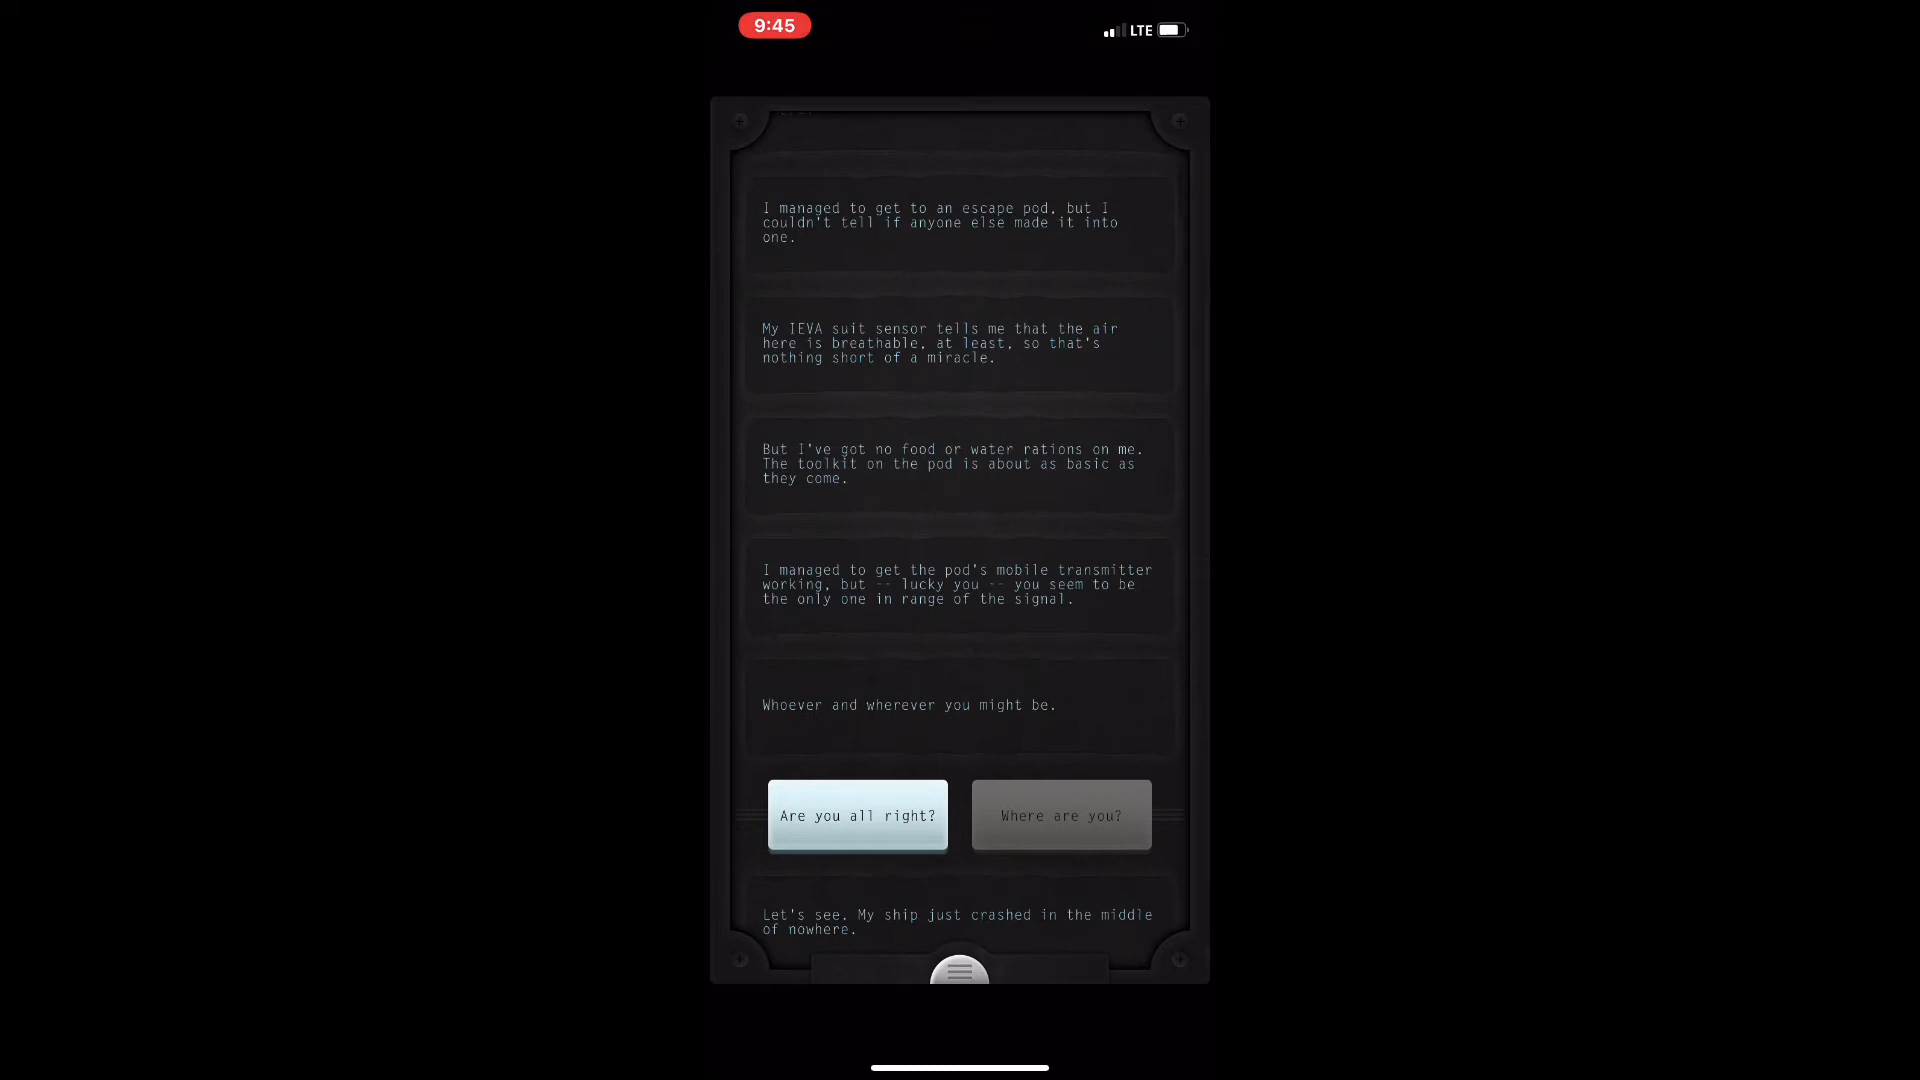 9:45
LTE
I managed to get to an escape pod, but I
couldn't tell if anyone else made it into
one.
My IEVA suit sensor tells me that the air
here is breathable, at least, so that's
nothing short of a miracle.
But I've got no food or water rations on me.
The toolkit on the pod is about as basic as
they come.
I managed to get the pod's mobile transmitter
working, but -- lucky you -- you seem to be
the only one in range of the signal.
Whoever and wherever you might be.
Are you all right?
Where are you?
Let's see. My ship just crashed in the middle
of nowhere.